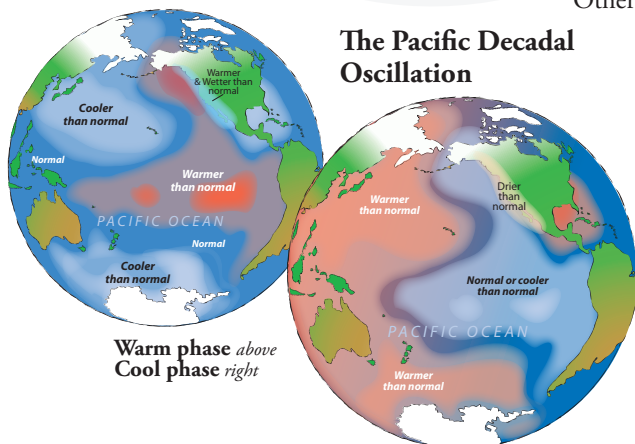 Other
The Pacific Decadal
Oscillation
Warmer
& Wetter than
normal
Cooler
than normal
Normal
Warmer
than normal
PACIFIC OCEAN
Normal
Cooler
than normal
Warm phase above
Cool phase right
Drier
than
normal
Warmer
than normal
Normal or cooler
than normal
PACIFIC OCEAN
Warmer
than normal